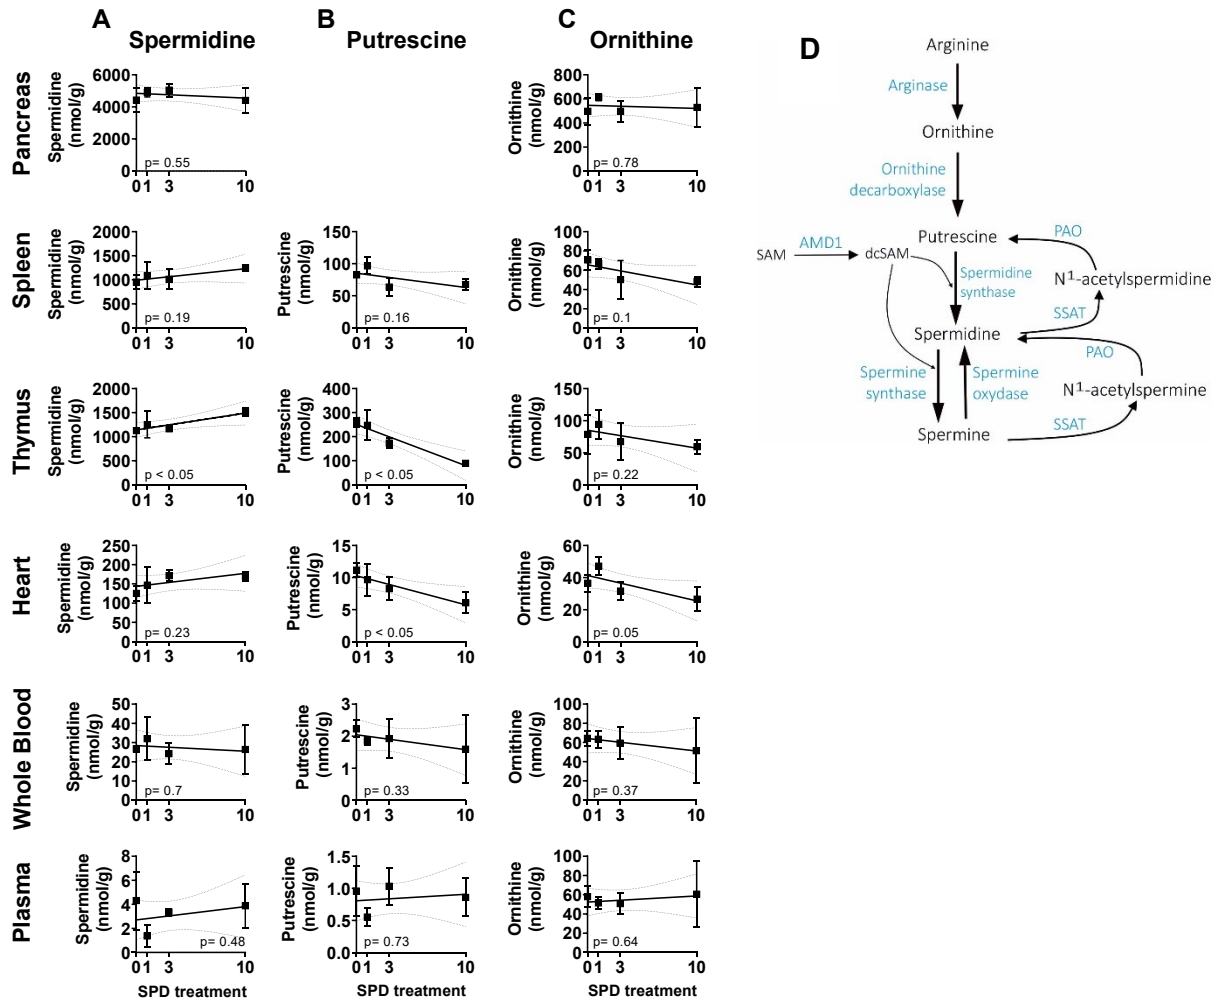 A
Spermidine
B
Putrescine
C
Ornithine
D
Pancreas
Spermidine
(nmol/g)
6000
4000
2000
0
p= 0.55
0 1 3 10
Ornithine
(nmol/g)
800
600
400
200
0
p= 0.78
0 1 3 10
Spleen
Spermidine
(nmol/g)
2000
1500
1000
500
0
p= 0.19
0 1 3 10
Putrescine
(nmol/g)
150
100
50
0
p= 0.16
0 1 3 10
Ornithine
(nmol/g)
100
80
60
40
20
0
p= 0.1
0 1 3 10
Thymus
Spermidine
(nmol/g)
2000
1500
1000
500
0
p < 0.05
0 1 3 10
Putrescine
(nmol/g)
400
300
200
100
0
p < 0.05
0 1 3 10
Ornithine
(nmol/g)
150
100
50
0
p= 0.22
0 1 3 10
Heart
Spermidine
(nmol/g)
250
200
150
100
50
0
p= 0.23
0 1 3 10
Putrescine
(nmol/g)
15
10
5
0
p < 0.05
0 1 3 10
Ornithine
(nmol/g)
60
40
20
0
p= 0.05
0 1 3 10
Whole Blood
Spermidine
(nmol/g)
50
40
30
20
10
0
p= 0.7
0 1 3 10
Putrescine
(nmol/g)
3
2
1
0
p= 0.33
0 1 3 10
Ornithine
(nmol/g)
100
80
60
40
20
0
p= 0.37
0 1 3 10
Plasma
Spermidine
(nmol/g)
8
6
4
2
0
p= 0.48
0 1 3 10
SPD treatment
Putrescine
(nmol/g)
1.5
1.0
0.5
0.0
p= 0.73
0 1 3 10
SPD treatment
Ornithine
(nmol/g)
100
80
60
40
20
0
p= 0.64
0 1 3 10
SPD treatment
Arginine
Arginase
Ornithine
Ornithine
decarboxylase
Putrescine
PAO
SAM
AMD1
dcSAM
Spermidine
synthase
N1-acetylspermidine
SSAT
Spermidine
PAO
Spermine
synthase
Spermine
oxydase
N1-acetylspermine
SSAT
Spermine